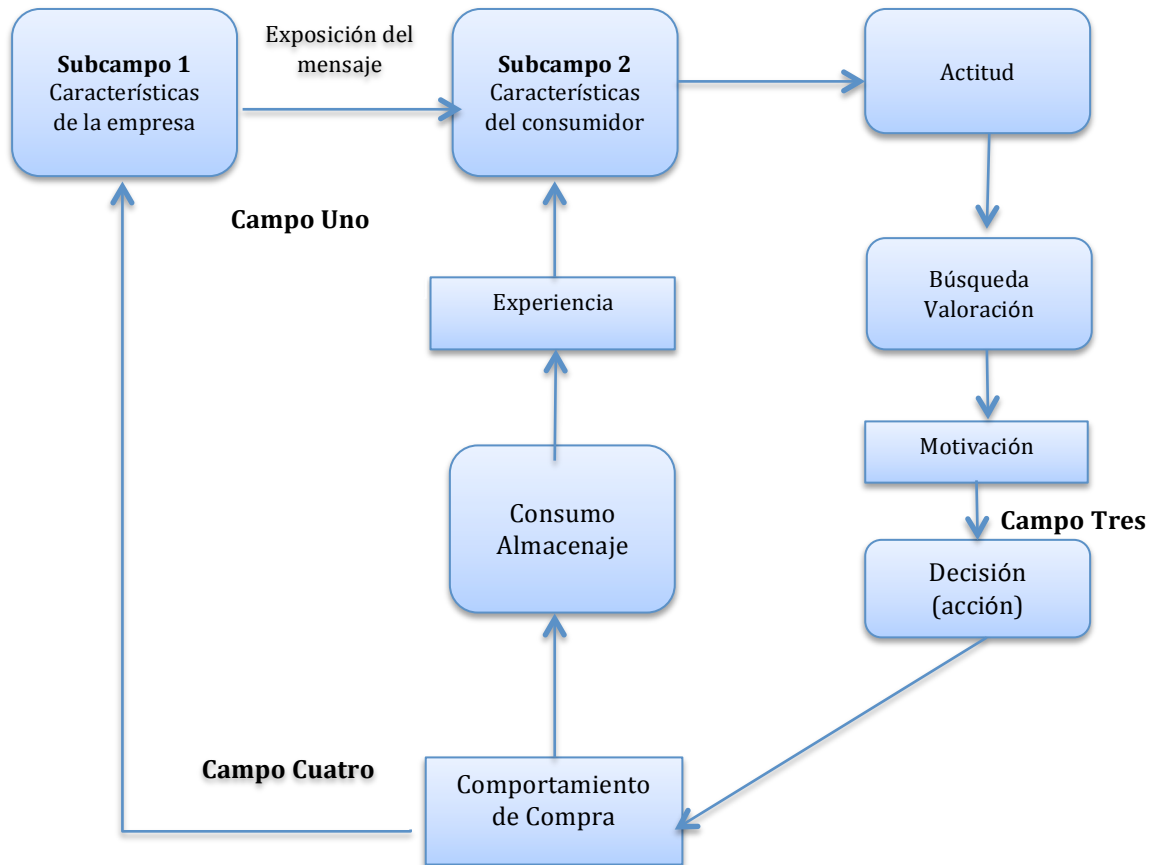 Subcampo 1
Características
de la empresa
Exposición del
mensaje
Subcampo 2
Características
del consumidor
Actitud
Campo Uno
Búsqueda
Valoración
Experiencia
Motivación
Campo Tres
Consumo
Almacenaje
Decisión
(acción)
Campo Cuatro
Comportamiento
de Compra